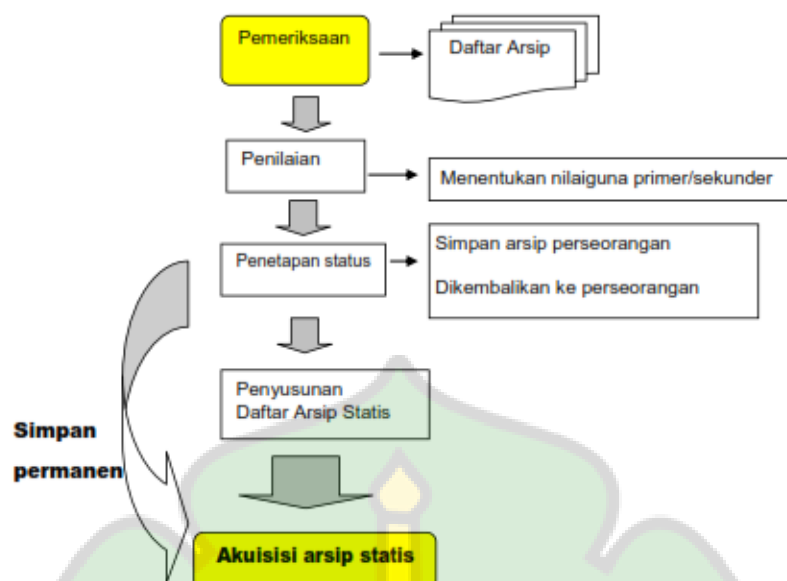 Pemeriksaan
Daftar Arsip
Penilaian
Menentukan nilaiguna primer/sekunder
Penetapan status
Simpan arsip perseorangan
Dikembalikan ke perseorangan
Penyusunan
Daftar Arsip Statis
Simpan
permanen
Akuisisi arsip statis